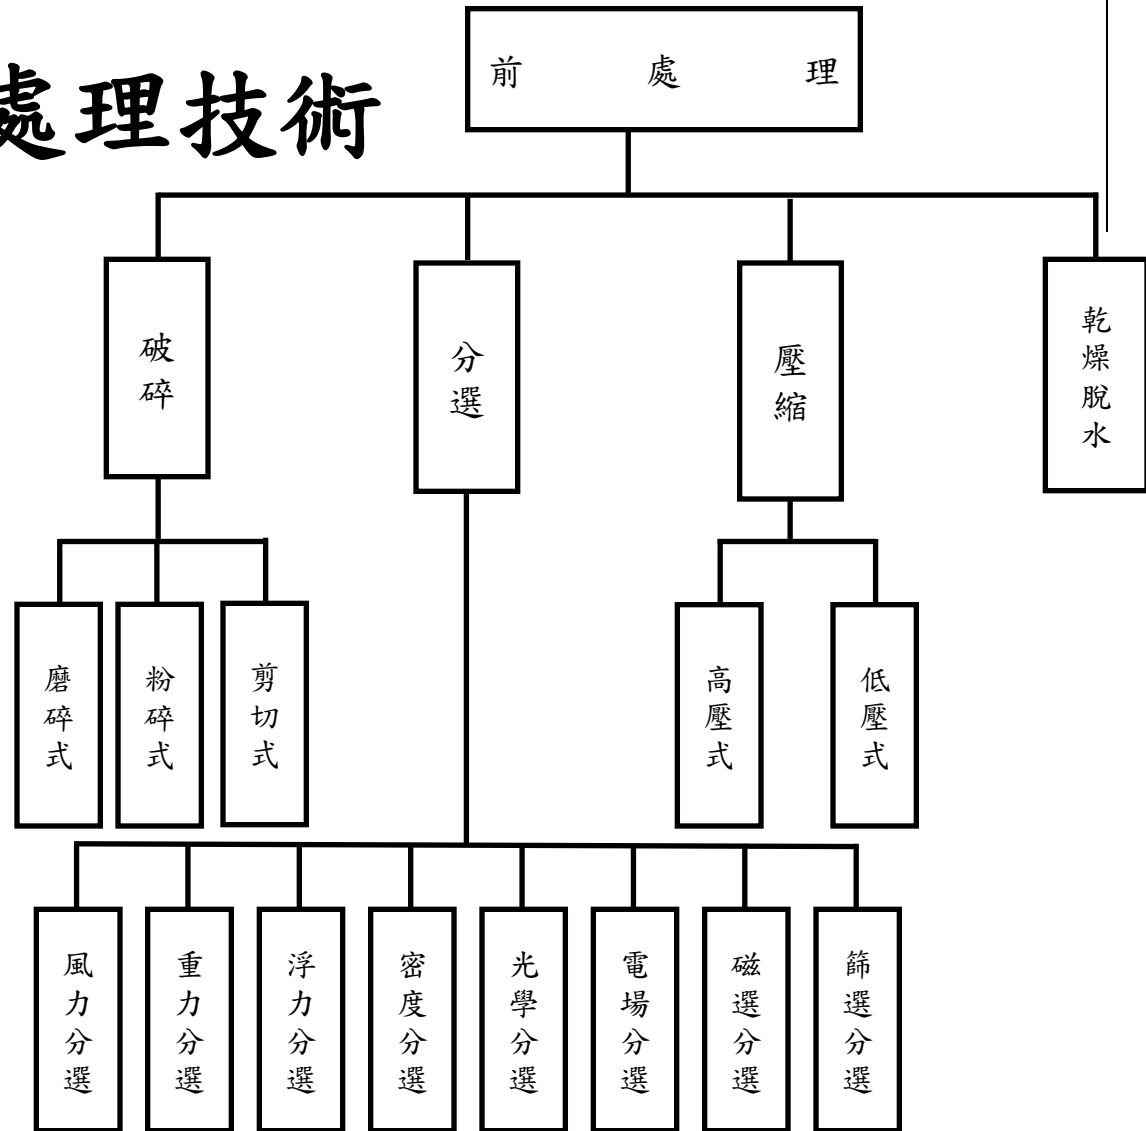 處理技術
前處理
破碎
分選
壓縮
乾燥脫水
磨碎式
粉碎式
剪切式
高壓式
低壓式
風力分選
重力分選
浮力分選
密度分選
光學分選
電場分選
磁選分選
篩選分選